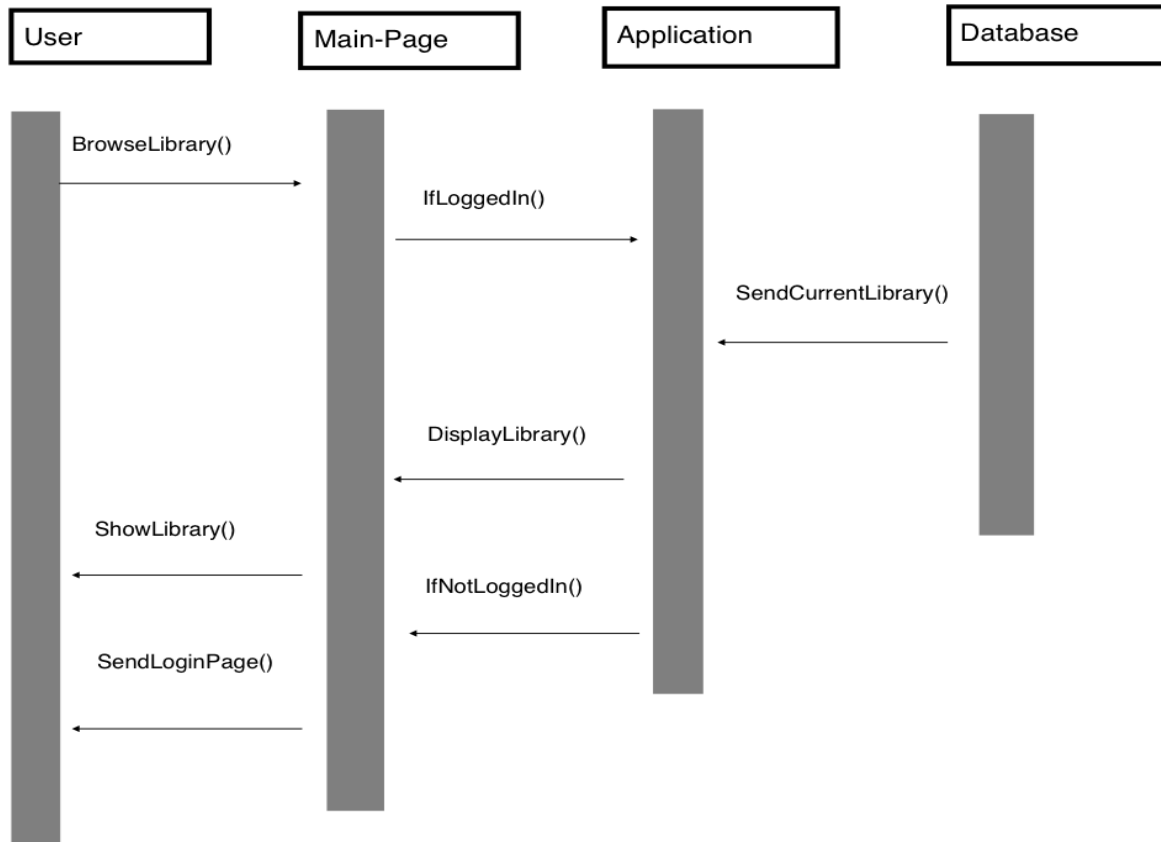 User
Main-Page
Application
Database
BrowseLibrary()
IfLoggedIn()
SendCurrentLibrary()
DisplayLibrary()
ShowLibrary()
IfNotLoggedIn()
SendLoginPage()